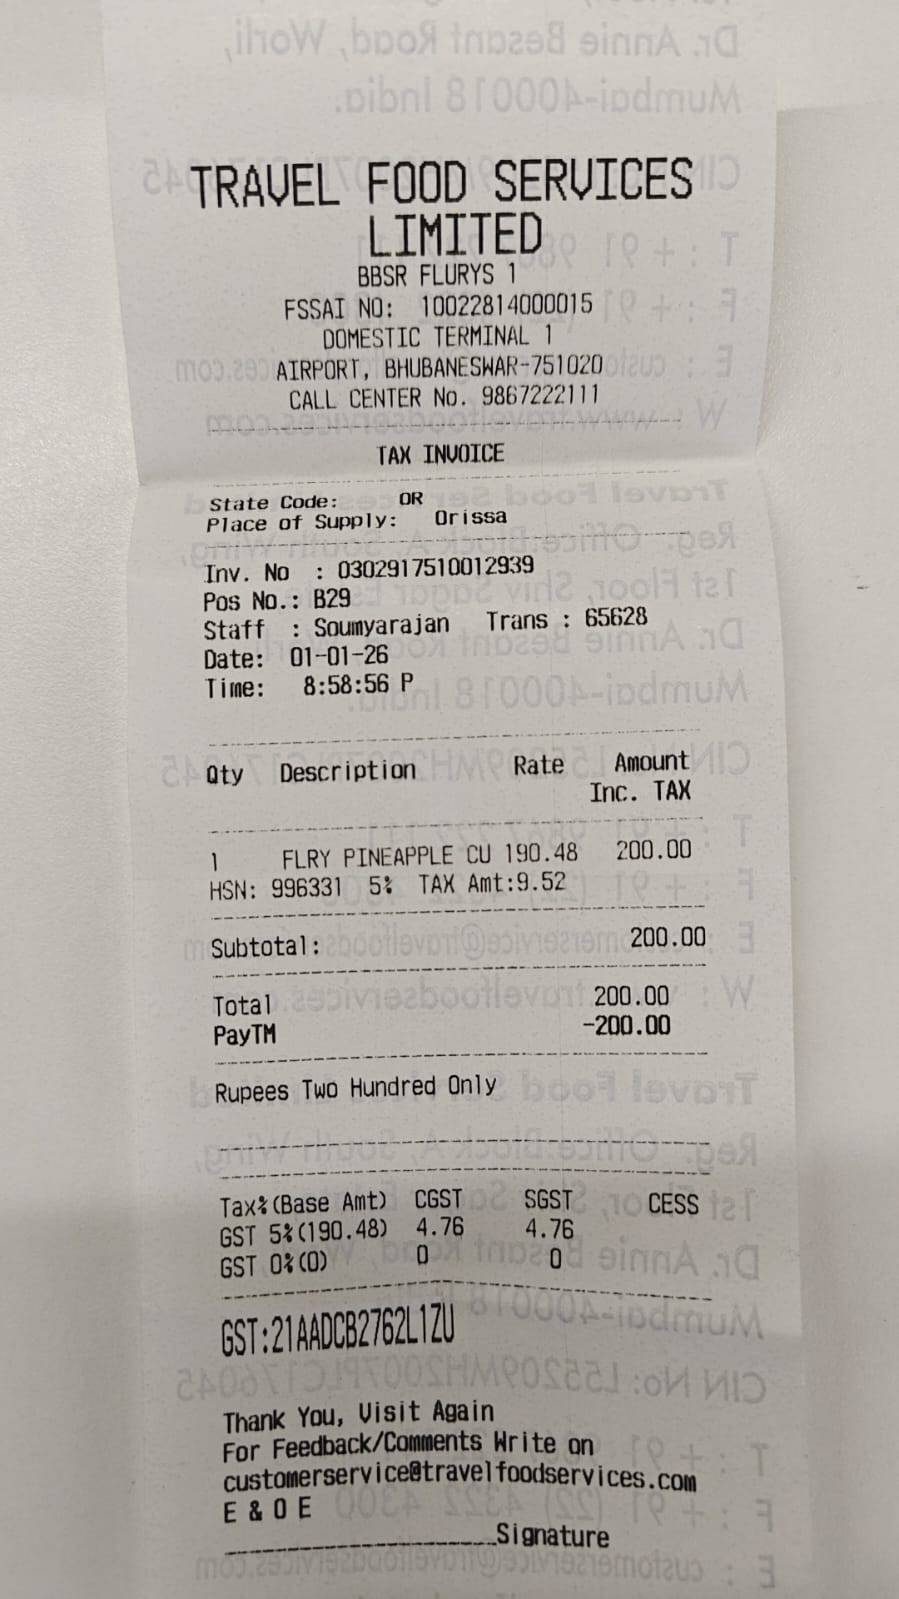 TRAVEL FOOD SERVICES
LIMITED
BBSR FLURYS 1
FSSAI NO: 10022814000015
DOMESTIC TERMINAL 1
AIRPORT, BHUBANESWAR-751020
CALL CENTER No. 9867222111
TAX INVOICE
State Code: OR
Place of Supply: Orissa
Inv. No : 0302917510012939
Pos No.: B29
Staff : Soumyarajan Trans : 65628
Date: 01-01-26
Time: 8:58:56 P
Qty Description Rate Amount
Inc. TAX
1 FLRY PINEAPPLE CU 190.48 200.00
HSN: 996331 5% TAX Amt:9.52
Subtotal: 200.00
Total 200.00
PayTM -200.00
Rupees Two Hundred Only
Tax%(Base Amt) CGST SGST CESS
GST 5%(190.48) 4.76 4.76
GST 0%(0) 0 0
GST:21AADCB2762L1ZU
Thank You, Visit Again
For Feedback/Comments Write on
customerservice@travelfoodservices.com
E & O E
Signature